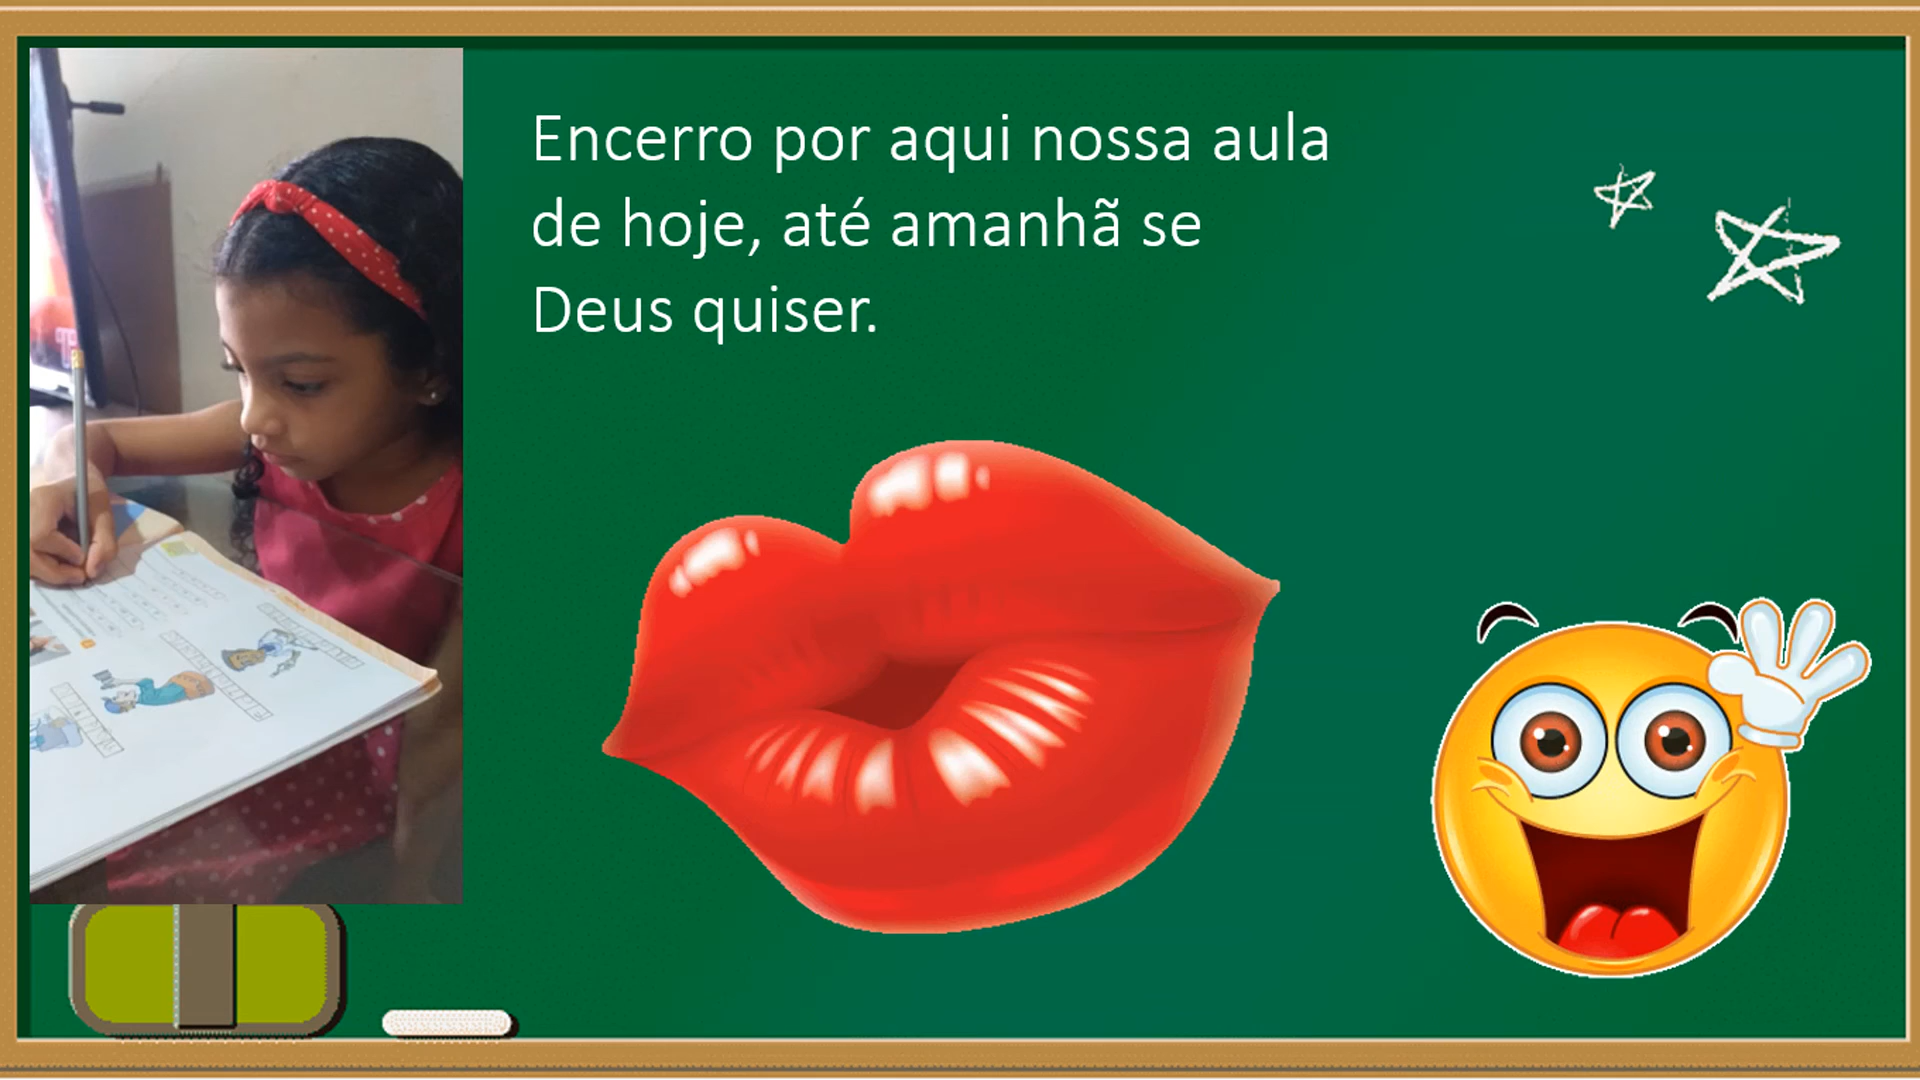 Encerro por aqui nossa aula
de hoje, até amanhã se
Deus quiser.